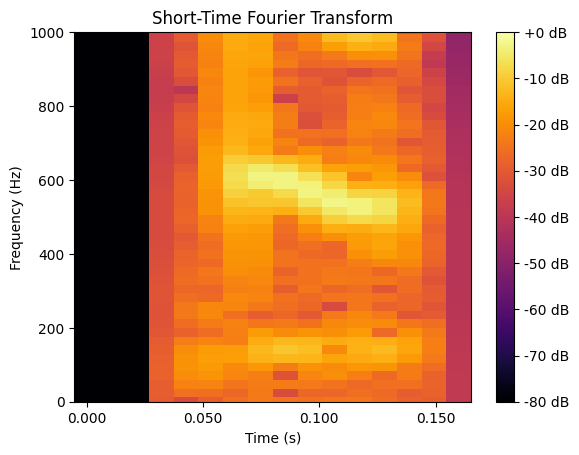 Short-Time Fourier Transform
Frequency (Hz)
1000
800
600
400
200
0
0.000
0.050
0.100
0.150
Time (s)
+0 dB
-10 dB
-20 dB
-30 dB
-40 dB
-50 dB
-60 dB
-70 dB
-80 dB